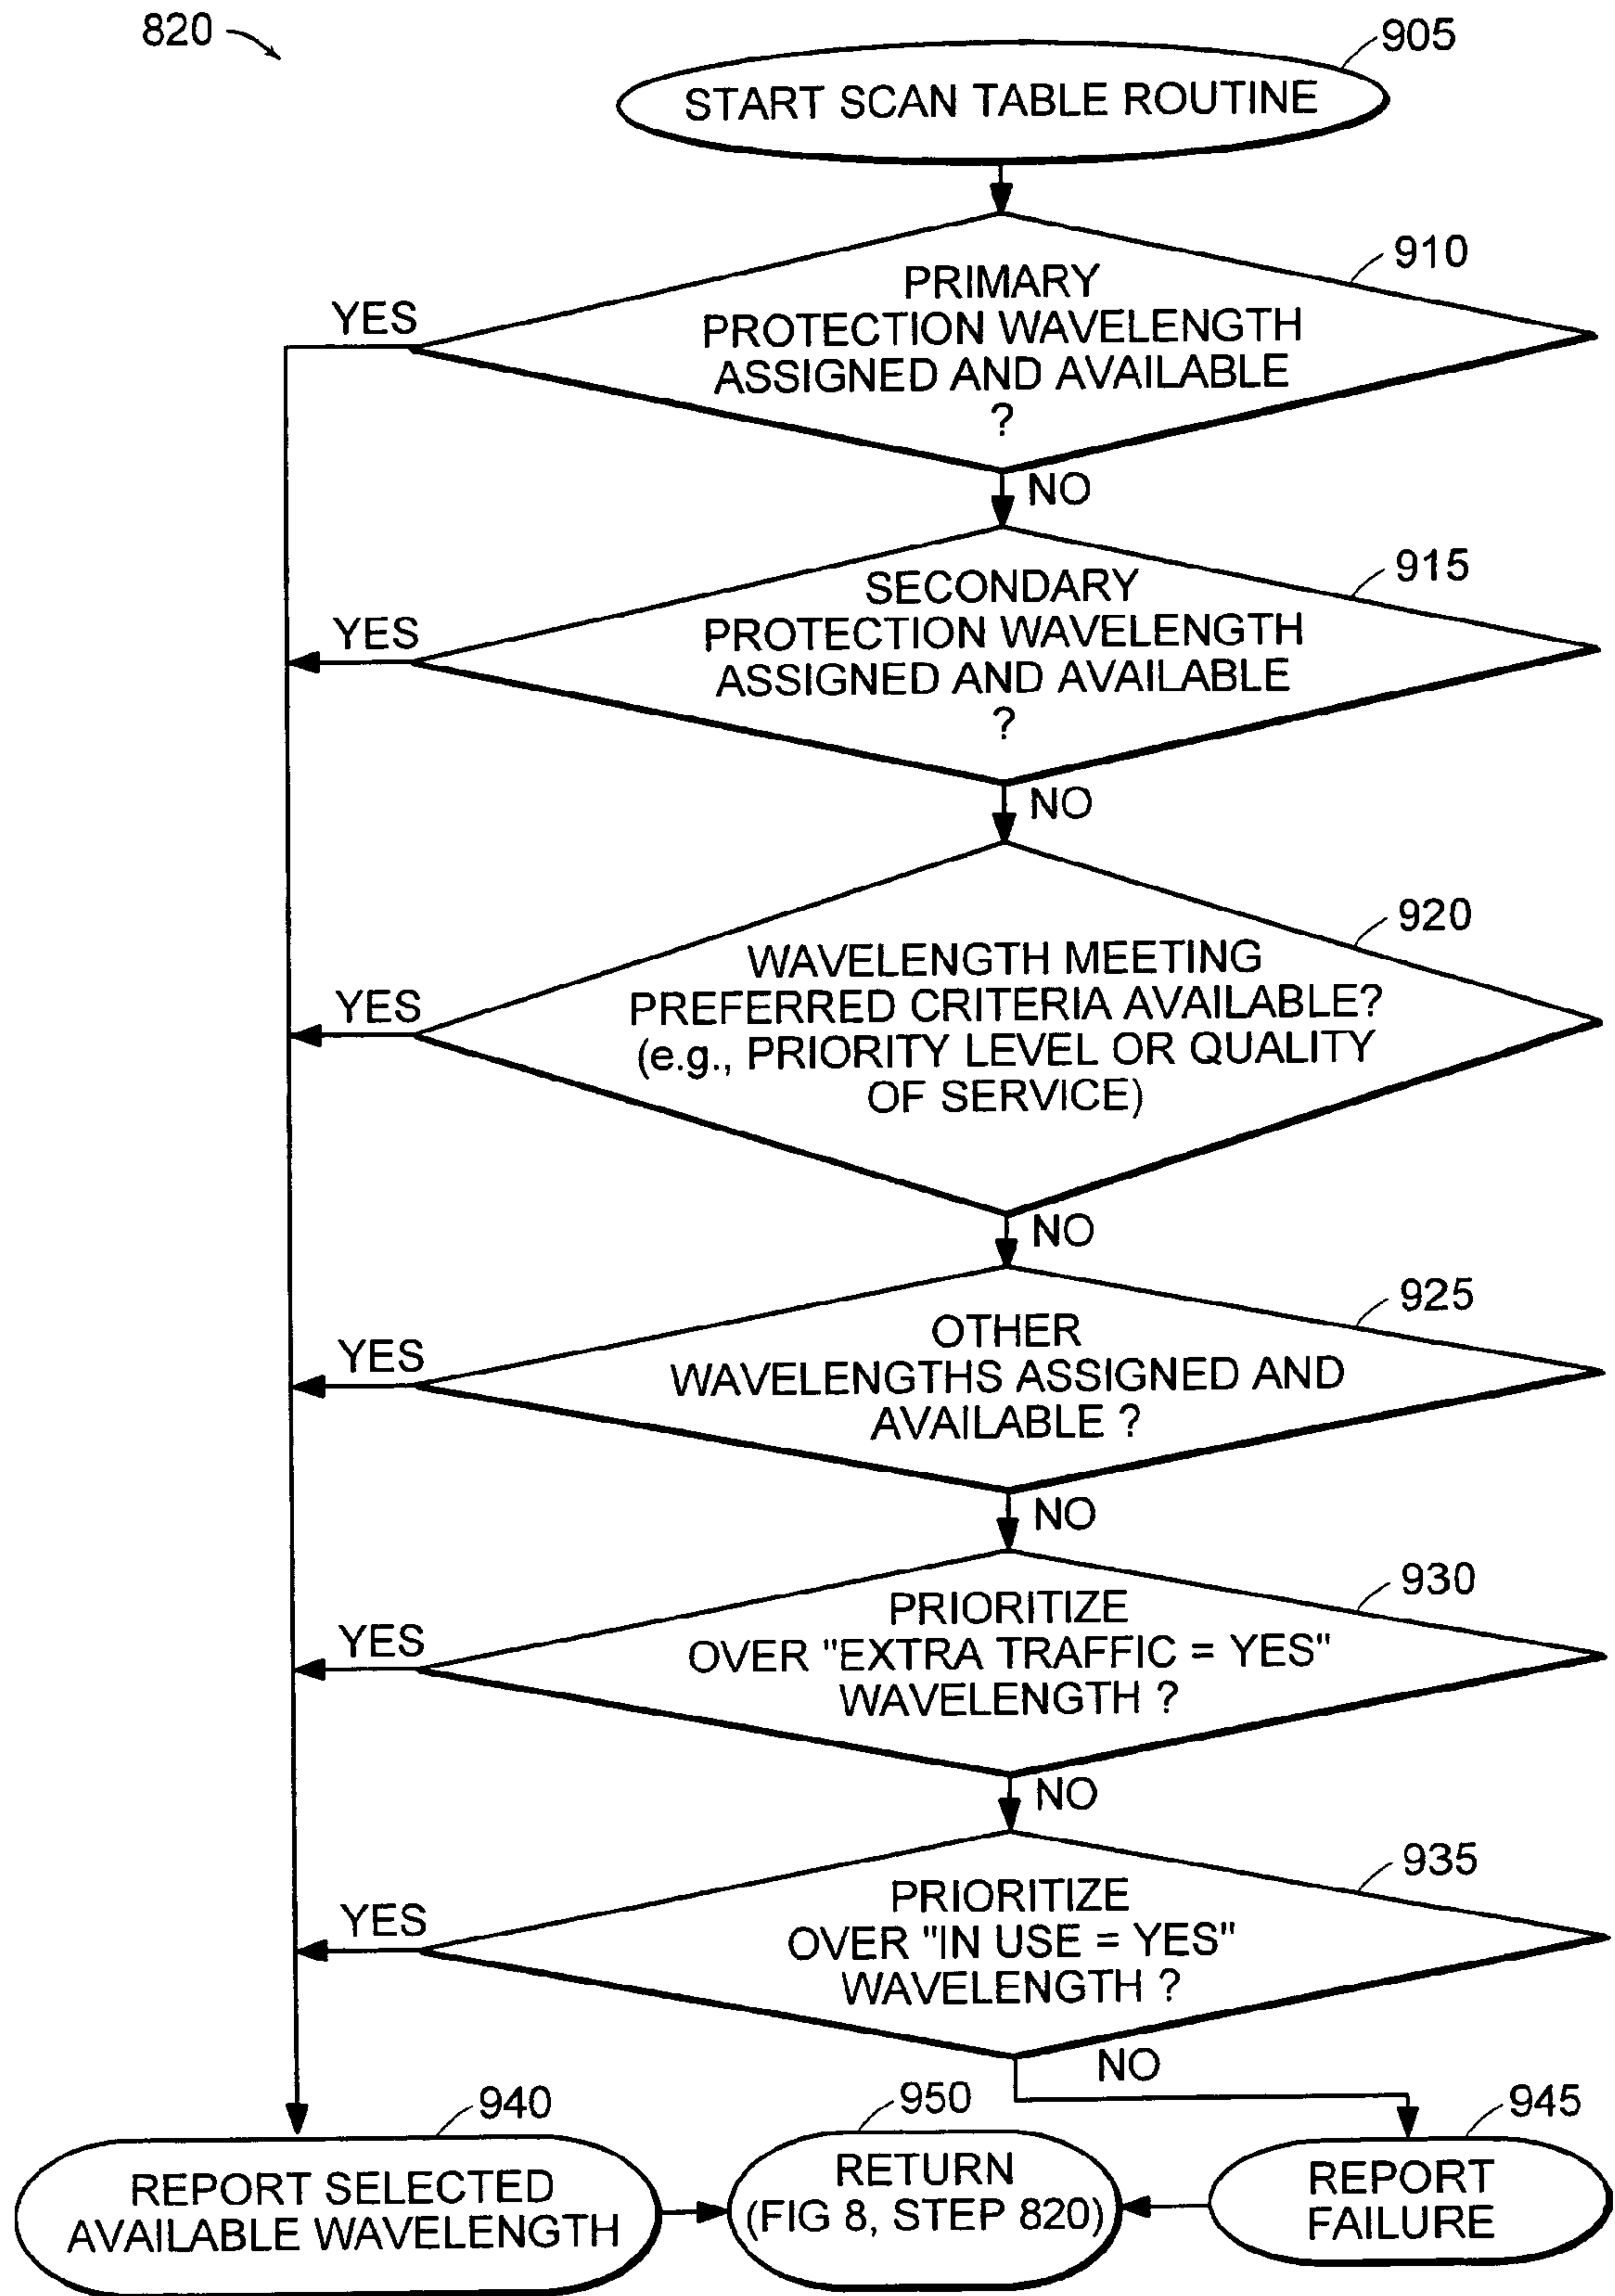 820
905
START SCAN TABLE ROUTINE
910
PRIMARY
PROTECTION WAVELENGTH
ASSIGNED AND AVAILABLE
?
YES
NO
915
SECONDARY
PROTECTION WAVELENGTH
ASSIGNED AND AVAILABLE
?
YES
NO
920
WAVELENGTH MEETING
PREFERRED CRITERIA AVAILABLE?
(e.g., PRIORITY LEVEL OR QUALITY
OF SERVICE)
YES
NO
925
OTHER
WAVELENGTHS ASSIGNED AND
AVAILABLE ?
YES
NO
930
PRIORITIZE
OVER "EXTRA TRAFFIC = YES"
WAVELENGTH ?
YES
NO
935
PRIORITIZE
OVER "IN USE = YES"
WAVELENGTH ?
YES
NO
940
REPORT SELECTED
AVAILABLE WAVELENGTH
950
RETURN
(FIG 8, STEP 820)
945
REPORT
FAILURE